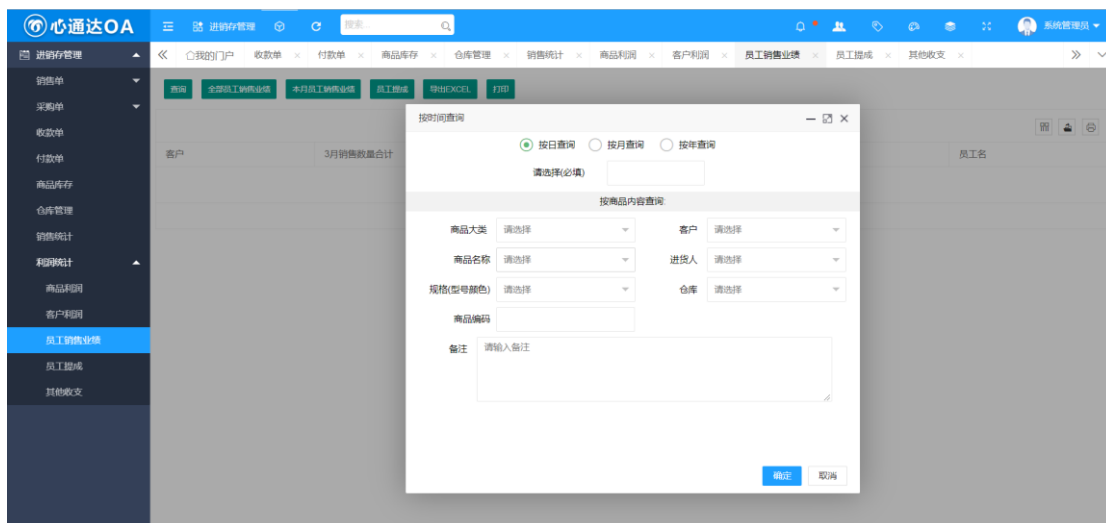 心通达OA 进销存管理 搜索... 系统管理员
进销存管理 我的门户 收款单 付款单 商品库存 仓库管理 销售统计 商品利润 客户利润 员工销售业绩 员工提成 其他收支
销售单
查询 全部员工销售业绩 本月员工销售业绩 员工提成 导出EXCEL 打印
采购单
收款单
付款单
商品库存
仓库管理
销售统计
利润统计
商品利润
客户利润
员工销售业绩
员工提成
其他收支
客户 3月销售数量合计 员工名
按时间查询
按日查询 按月查询 按年查询
请选择(必填)
按商品内容查询:
商品大类 请选择 客户 请选择
商品名称 请选择 进货人 请选择
规格(型号颜色) 请选择 仓库 请选择
商品编码
备注 请输入备注
确定 取消